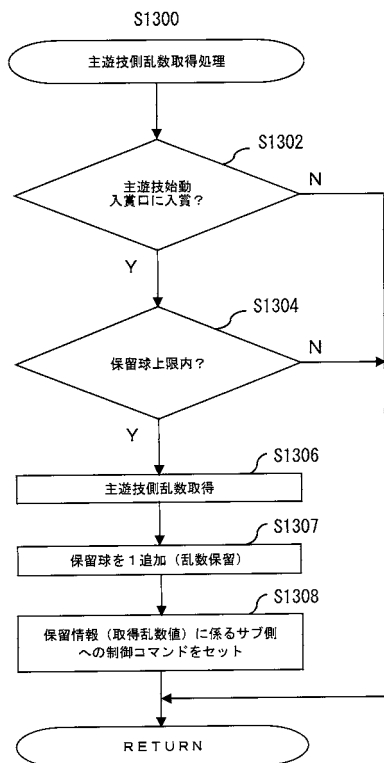 S1300
主遊技側乱数取得処理
S1302
主遊技始動
入賞口に入賞？
N
Y
S1304
保留球上限内？
N
Y
S1306
主遊技側乱数取得
S1307
保留球を１追加（乱数保留）
S1308
保留情報（取得乱数値）に係るサブ側
への制御コマンドをセット
ＲＥＴＵＲＮ